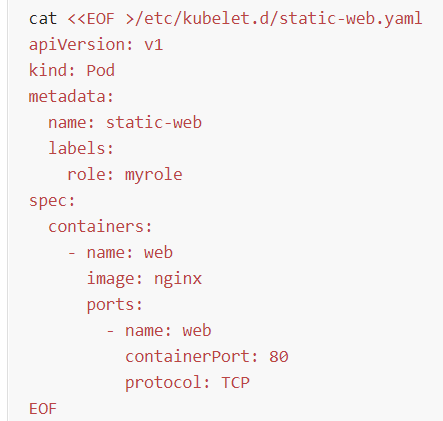 cat <<EOF >/etc/kubelet.d/static-web.yaml
apiVersion: v1
kind: Pod
metadata:
  name: static-web
  labels:
    role: myrole
spec:
  containers:
    - name: web
      image: nginx
      ports:
        - name: web
          containerPort: 80
          protocol: TCP
EOF